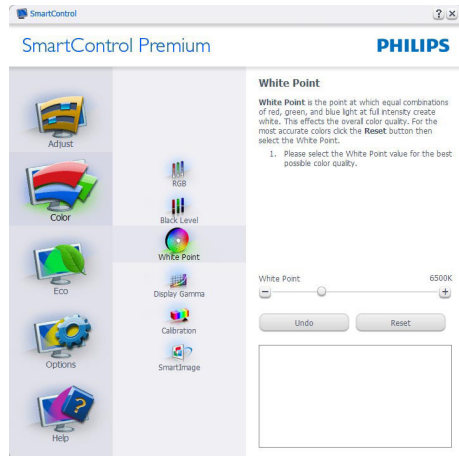 SmartControl
? x
SmartControl Premium
PHILIPS
Adjust
Color
Eco
Options
Help
RGB
Black Level
White Point
Display Gamma
Calibration
SmartImage
White Point
White Point is the point at which equal combinations
of red, green, and blue light at full intensity create
white. This effects the overall color quality. For the
most accurate colors click the Reset button then
select the White Point.
1. Please select the White Point value for the best
possible color quality.
White Point 6500K
Undo Reset